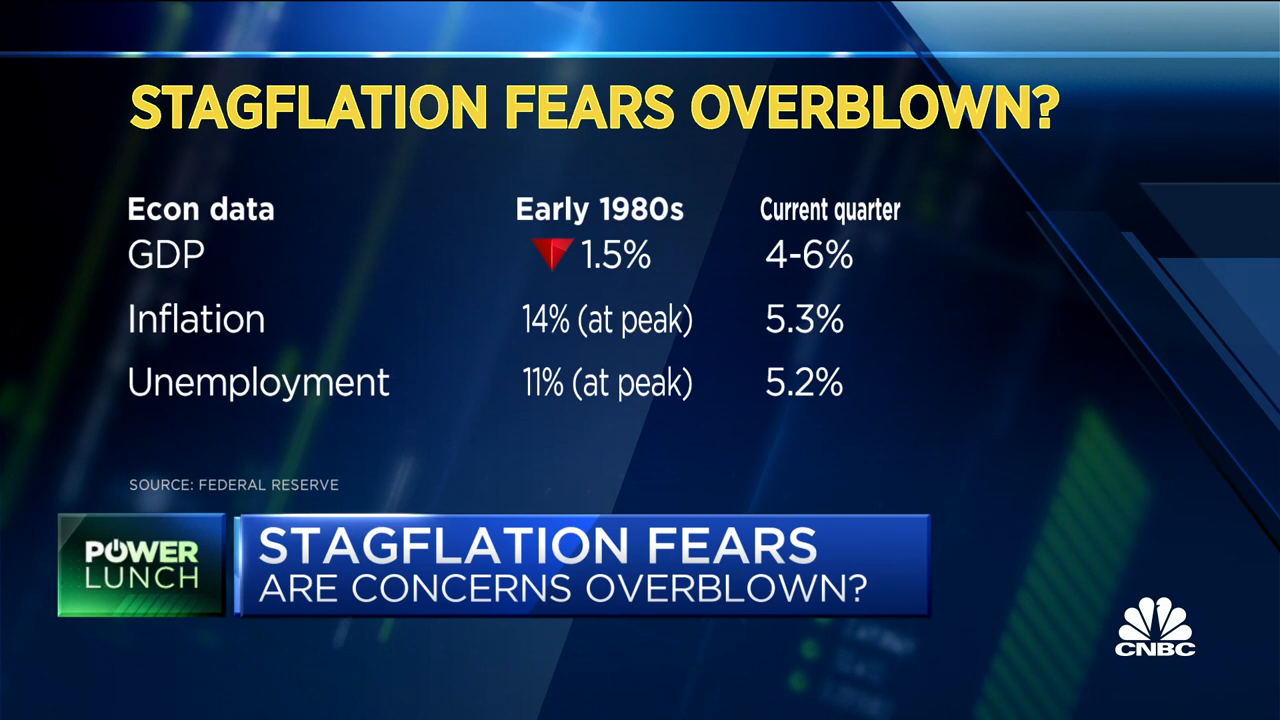 STAGFLATION FEARS OVERBLOWN?
Econ data Early 1980s Current quarter
GDP 1.5% 4-6%
Inflation 14% (at peak) 5.3%
Unemployment 11% (at peak) 5.2%
SOURCE: FEDERAL RESERVE
POWER
LUNCH
STAGFLATION FEARS
ARE CONCERNS OVERBLOWN?
CNBC